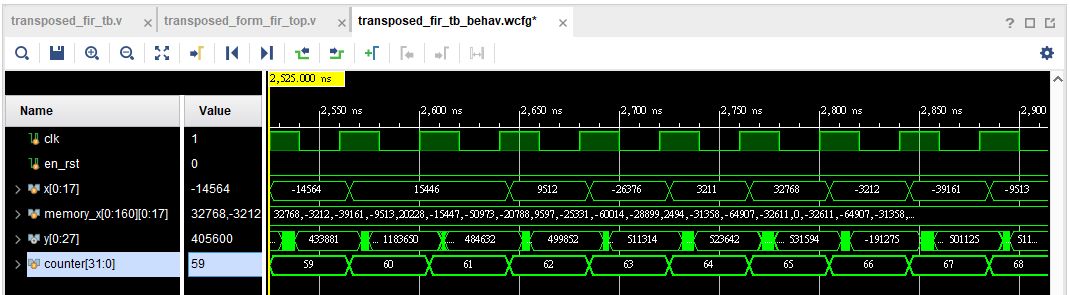 transposed_fir_tb.v × transposed_form_fir_top.v × transposed_fir_tb_behav.wcfg* × ?
2,525.000 ns
Name Value 2,550 ns 2,600 ns 2,650 ns 2,700 ns 2,750 ns 2,800 ns 2,850 ns 2,900
clk 1
en_rst 0
x[0:17] -14564 -14564 15446 9512 -26376 3211 32768 -3212 -39161 -9513
memory_x[0:160][0:17] 32768,-3212 32768,-3212,-39161,-9513,20228,-15447,-50973,-20788,9597,-25331,-60014,-28899,2494,-31358,-64907,-32611,0,-32611,-64907,-31358,...
y[0:27] 405600 ... 433881 ... 1183650 ... 484632 499852 511314 523642 531594 -191275 ... 501125 511...
counter[31:0] 59 59 60 61 62 63 64 65 66 67 68